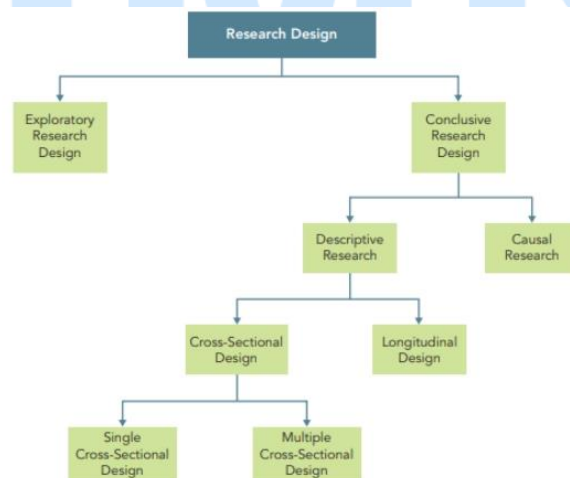 Research Design
Exploratory
Research
Design
Conclusive
Research
Design
Descriptive
Research
Causal
Research
Cross-Sectional
Design
Longitudinal
Design
Single
Cross-Sectional
Design
Multiple
Cross-Sectional
Design